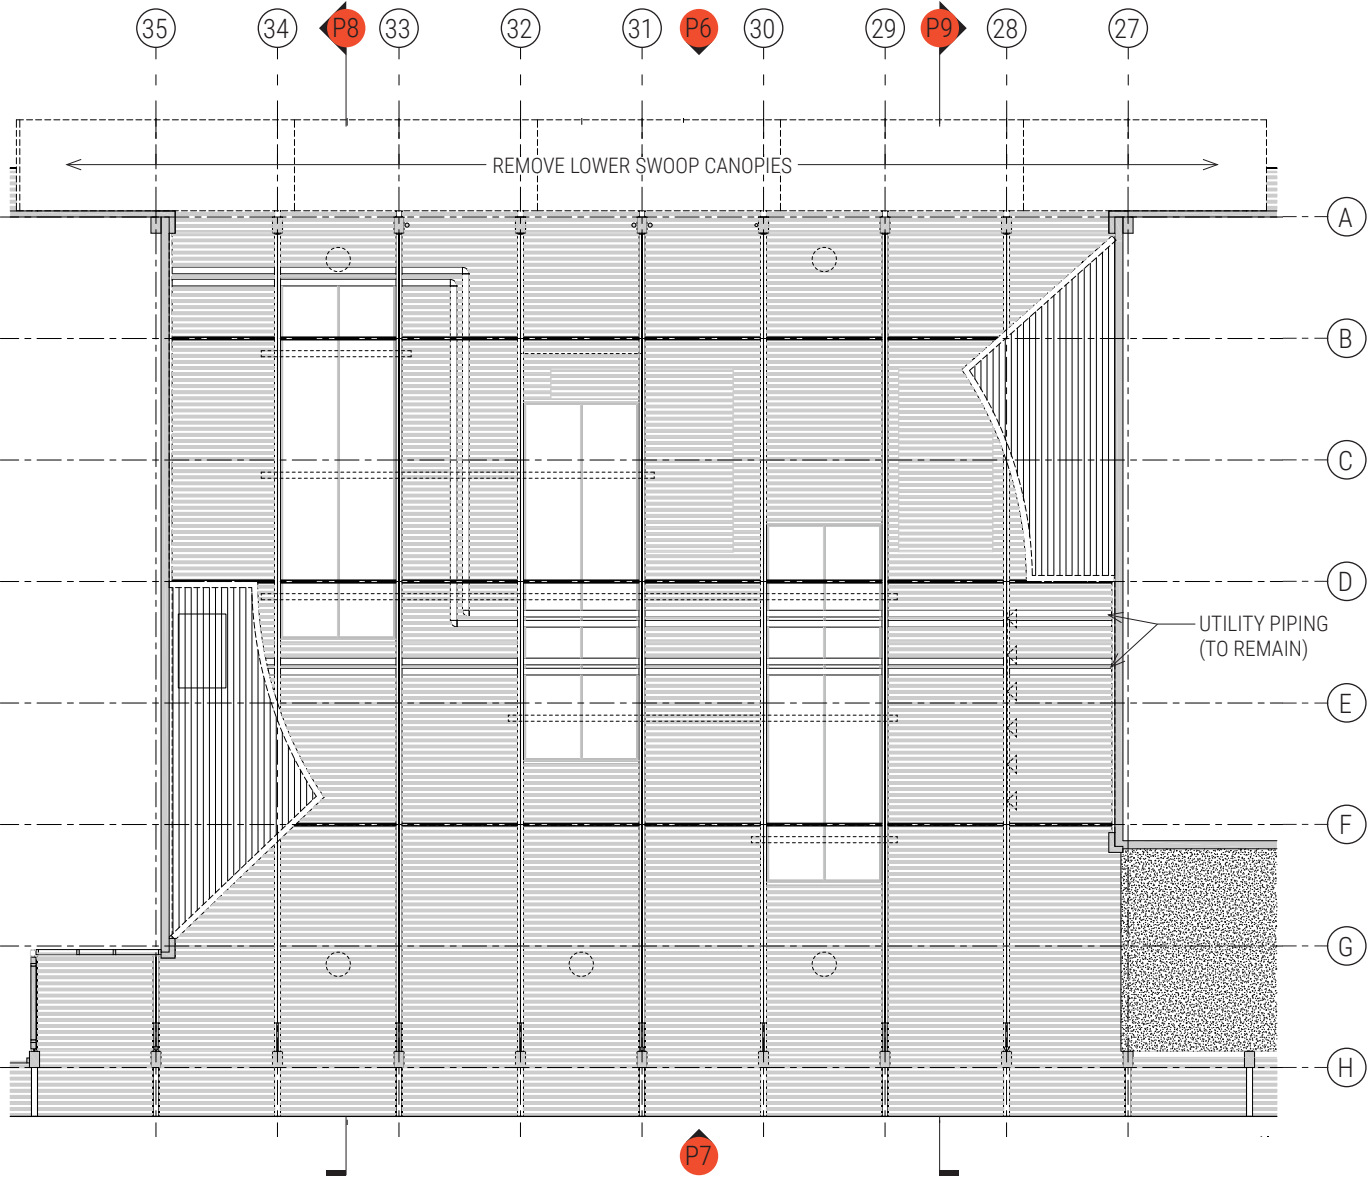 35 34 P8 33 32 31 P6 30 29 P9 28 27
REMOVE LOWER SWOOP CANOPIES
A
B
C
D
UTILITY PIPING
(TO REMAIN)
E
F
G
H
P7